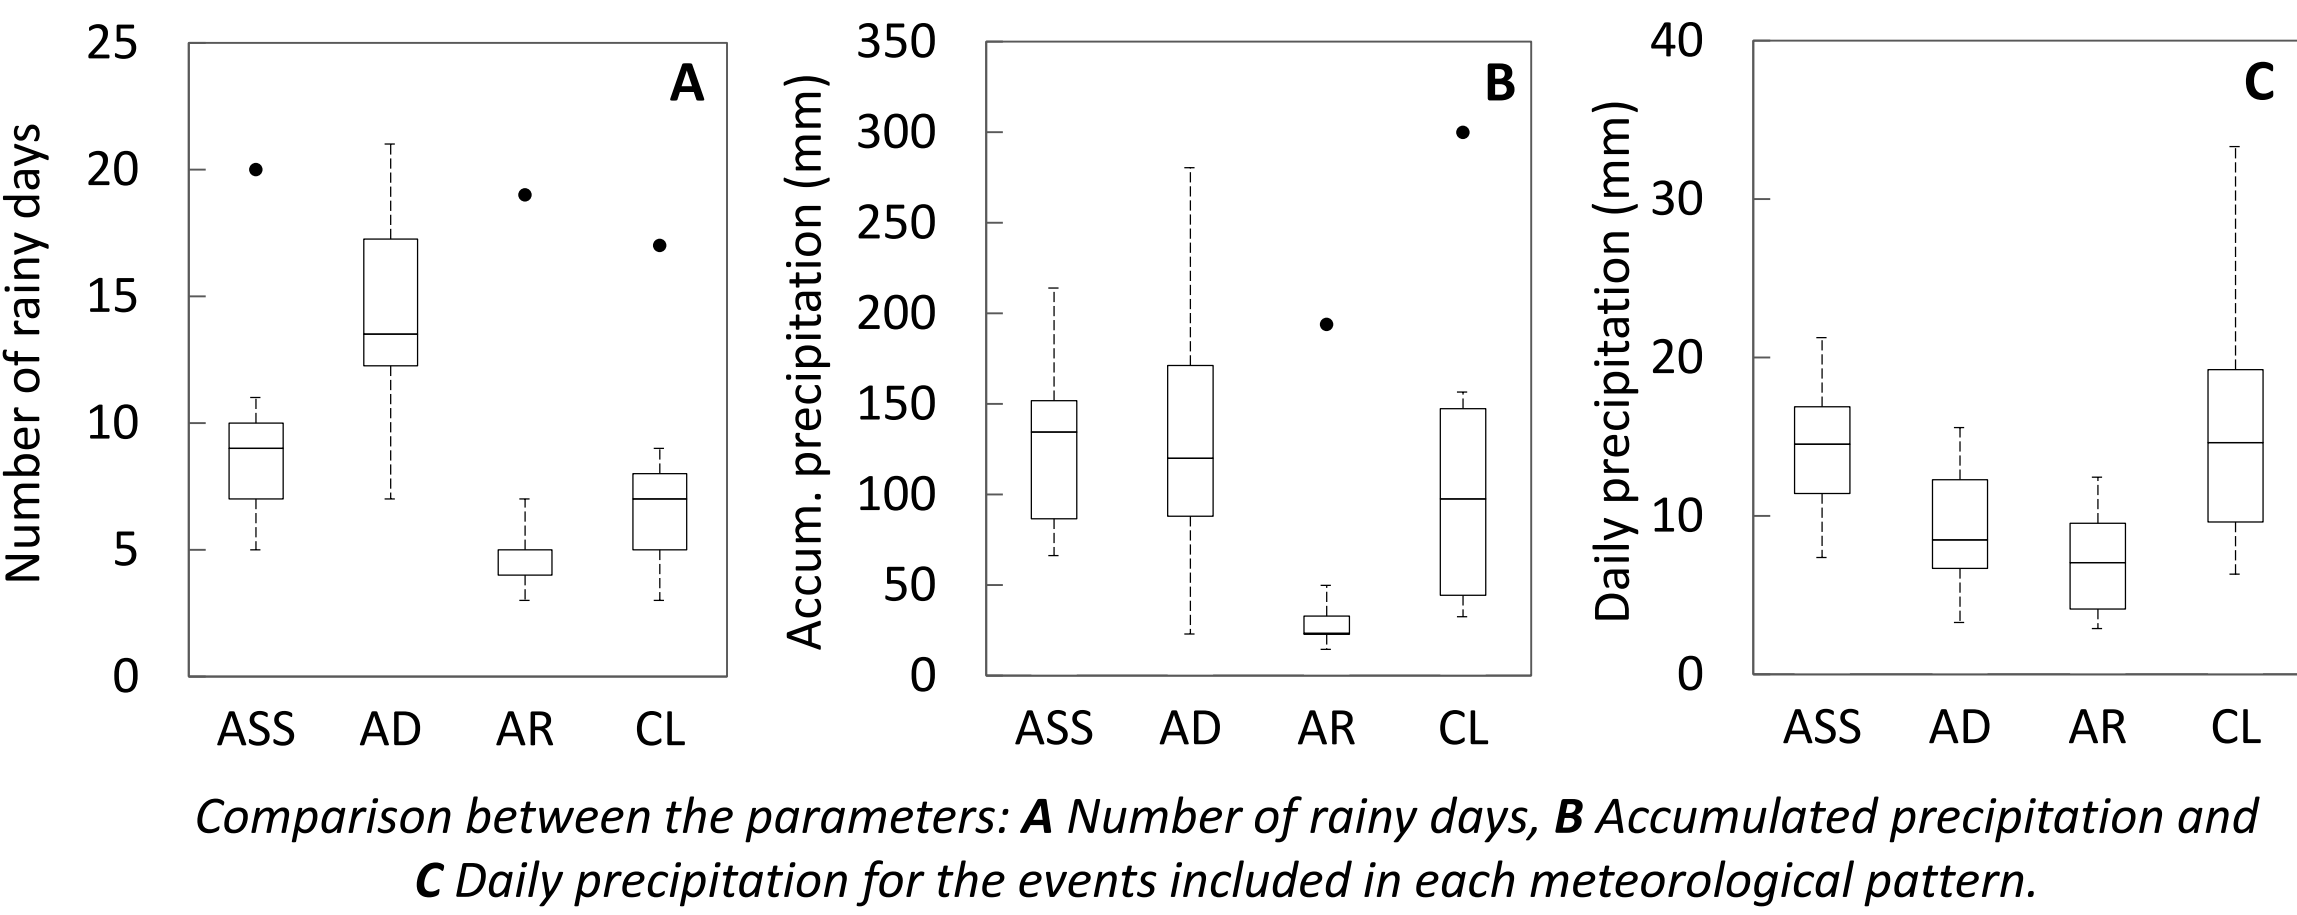 Number of rainy days
25
20
15
10
5
0
A
ASS AD AR CL
Accum. precipitation (mm)
350
300
250
200
150
100
50
0
B
ASS AD AR CL
Daily precipitation (mm)
40
30
20
10
0
C
ASS AD AR CL
Comparison between the parameters: A Number of rainy days, B Accumulated precipitation and
C Daily precipitation for the events included in each meteorological pattern.